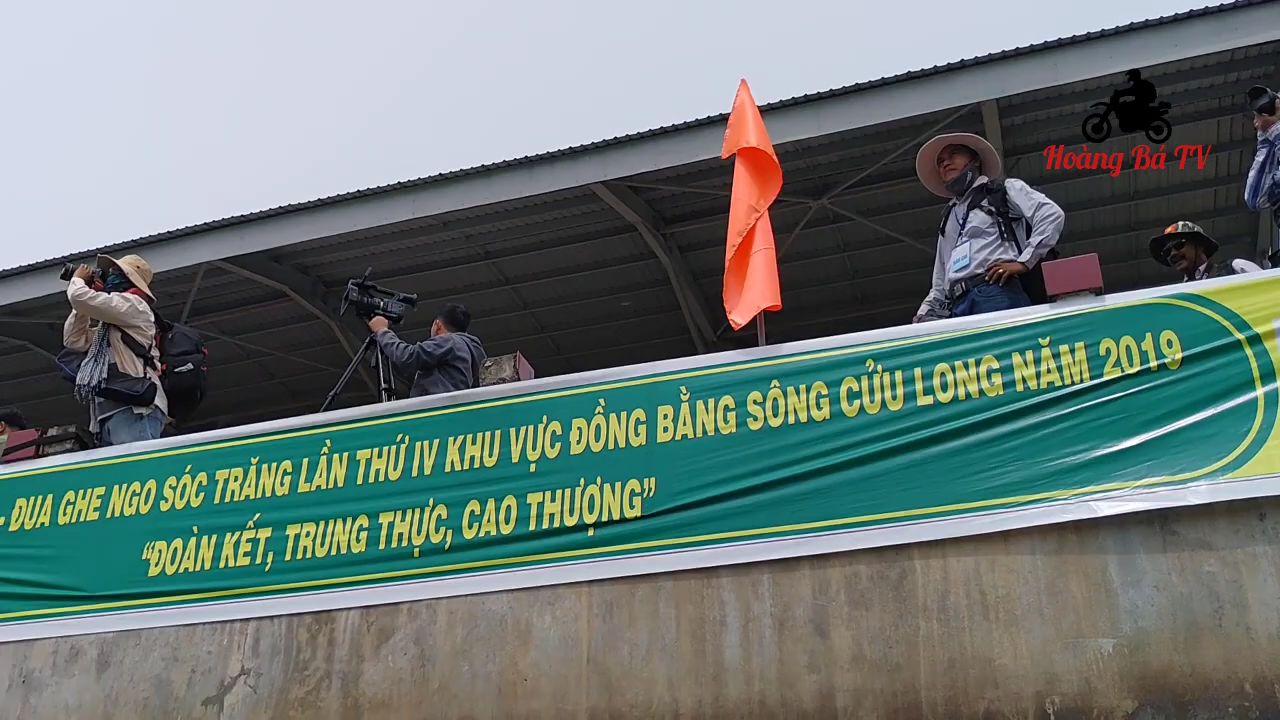 Hoàng Bá TV
- ĐUA GHE NGO SÓC TRĂNG LẦN THỨ IV KHU VỰC ĐỒNG BẰNG SÔNG CỬU LONG NĂM 2019
“ĐOÀN KẾT, TRUNG THỰC, CAO THƯỢNG”